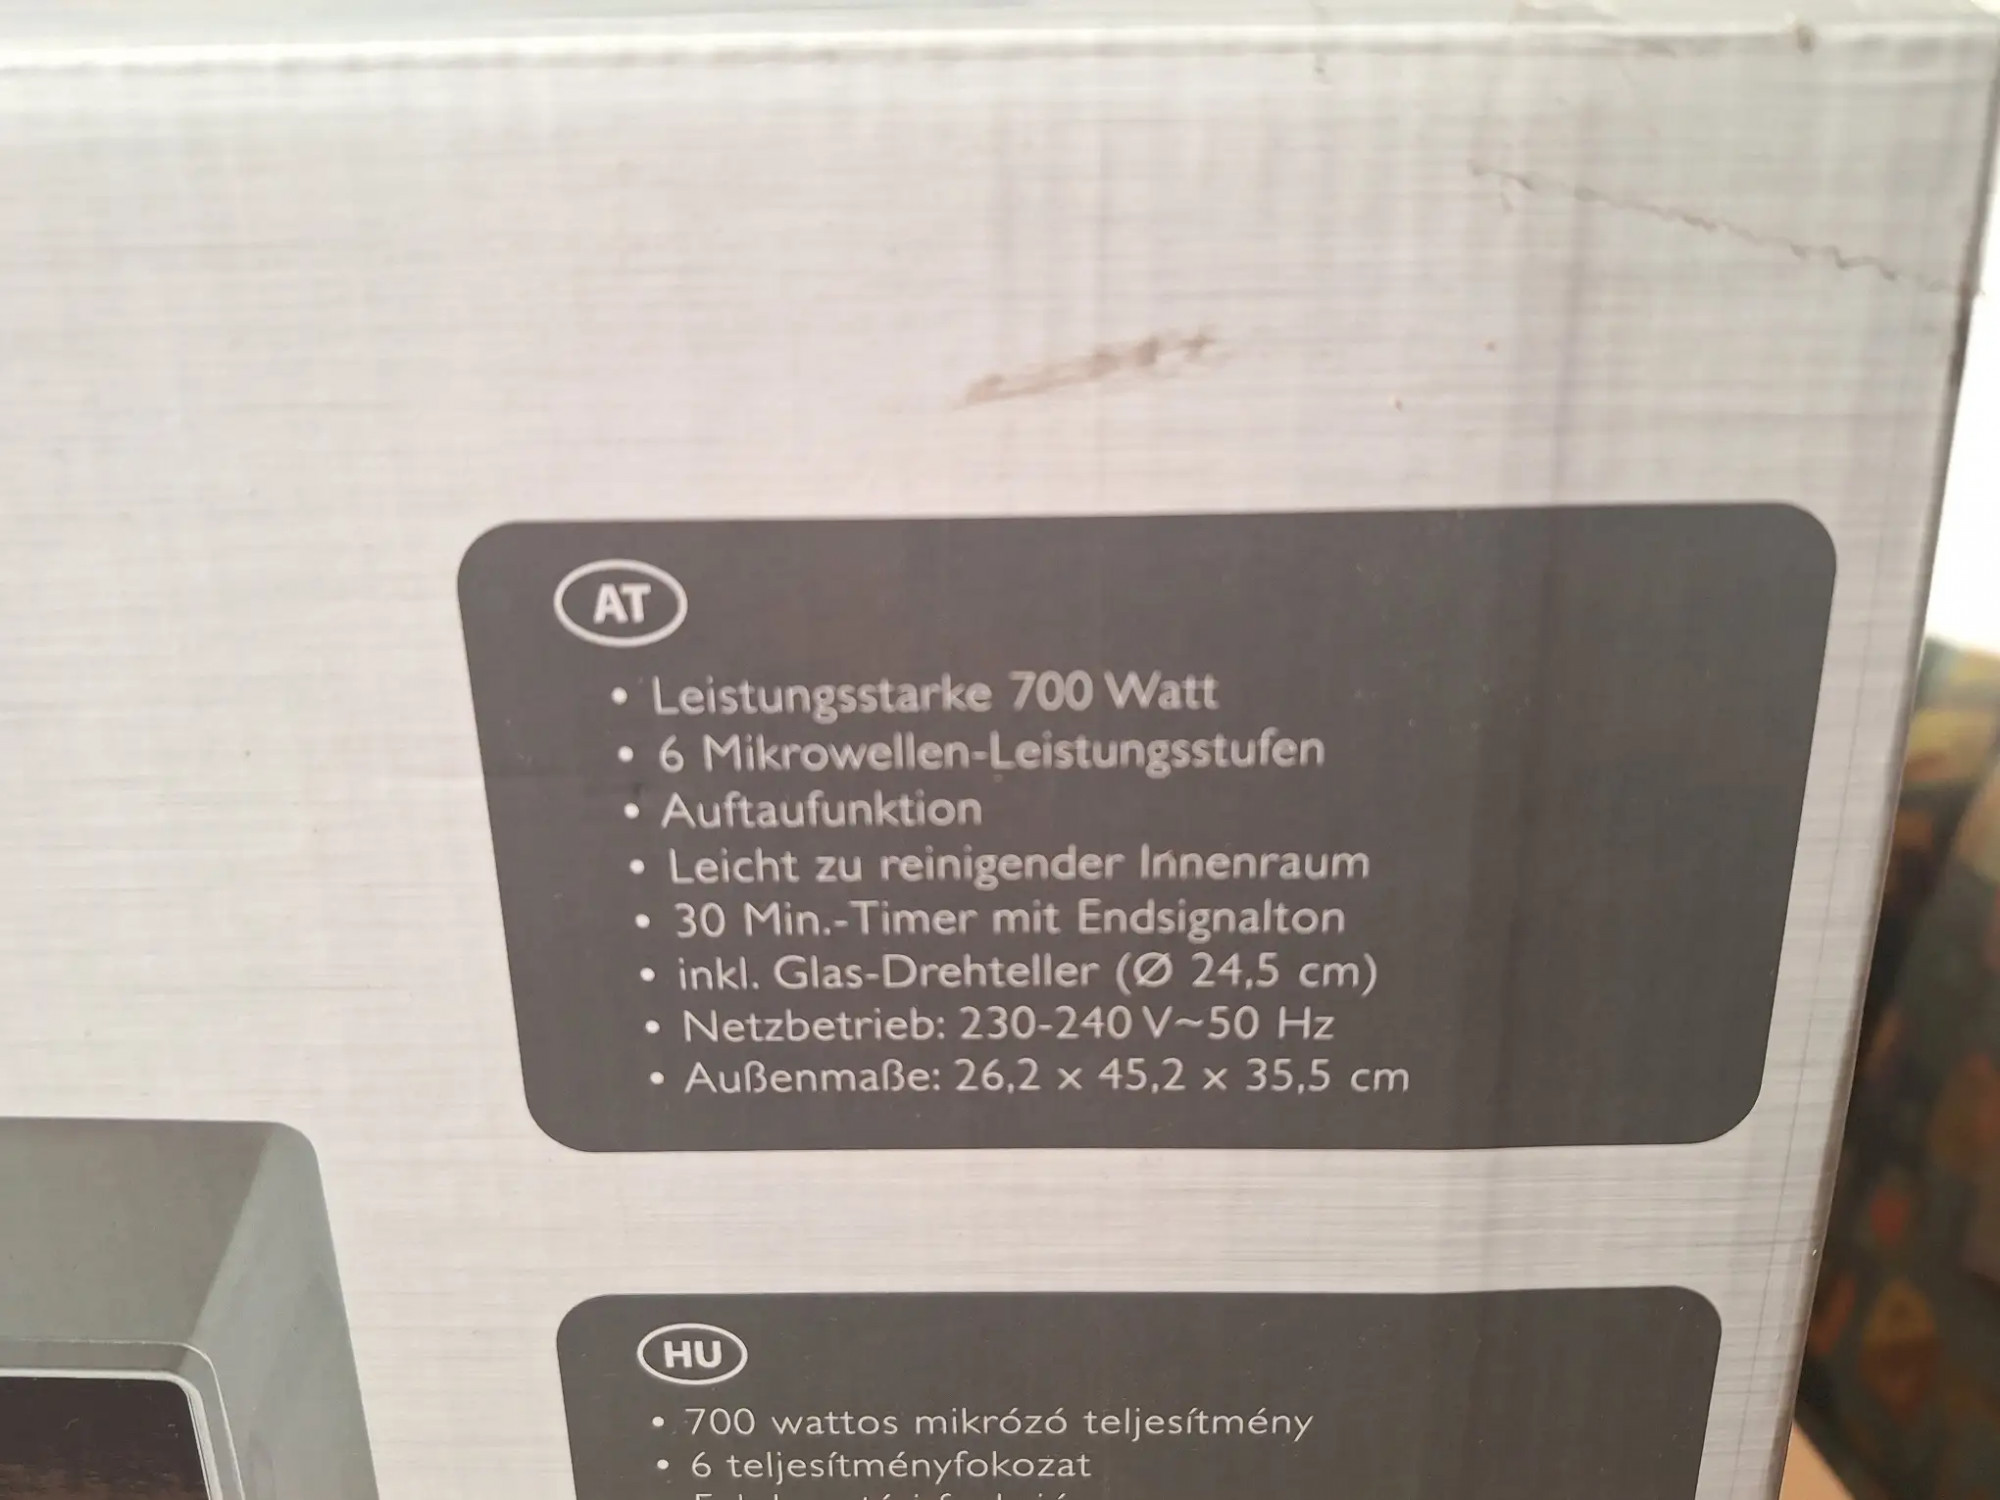 AT
• Leistungsstarke 700 Watt
• 6 Mikrowellen-Leistungsstufen
• Auftaufunktion
• Leicht zu reinigender Innenraum
• 30 Min.-Timer mit Endsignalton
• inkl. Glas-Drehteller (Ø 24,5 cm)
• Netzbetrieb: 230-240 V~50 Hz
• Außenmaße: 26,2 x 45,2 x 35,5 cm
HU
• 700 wattos mikrózó teljesítmény
• 6 teljesítményfokozat